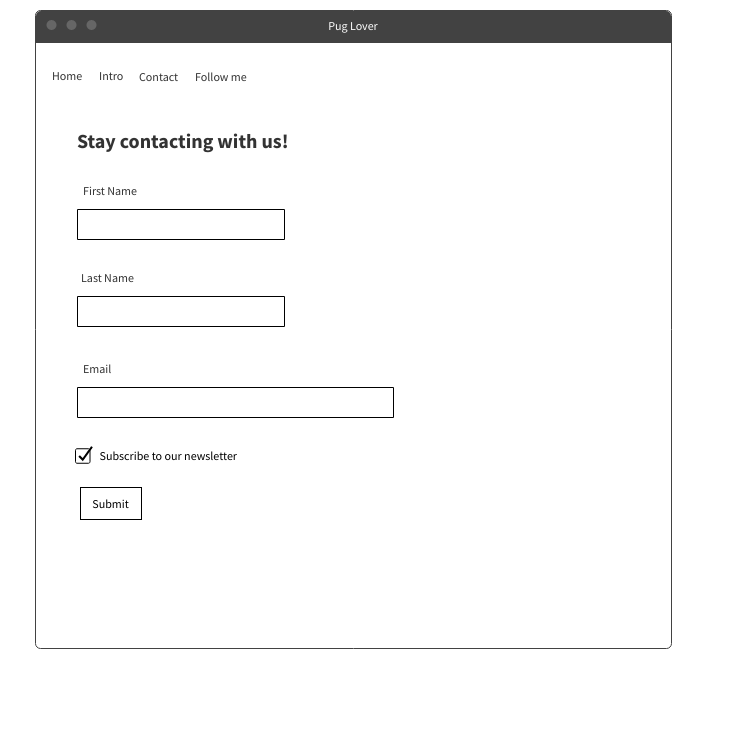 Pug Lover
Home Intro Contact Follow me
Stay contacting with us!
First Name
Last Name
Email
Subscribe to our newsletter
Submit